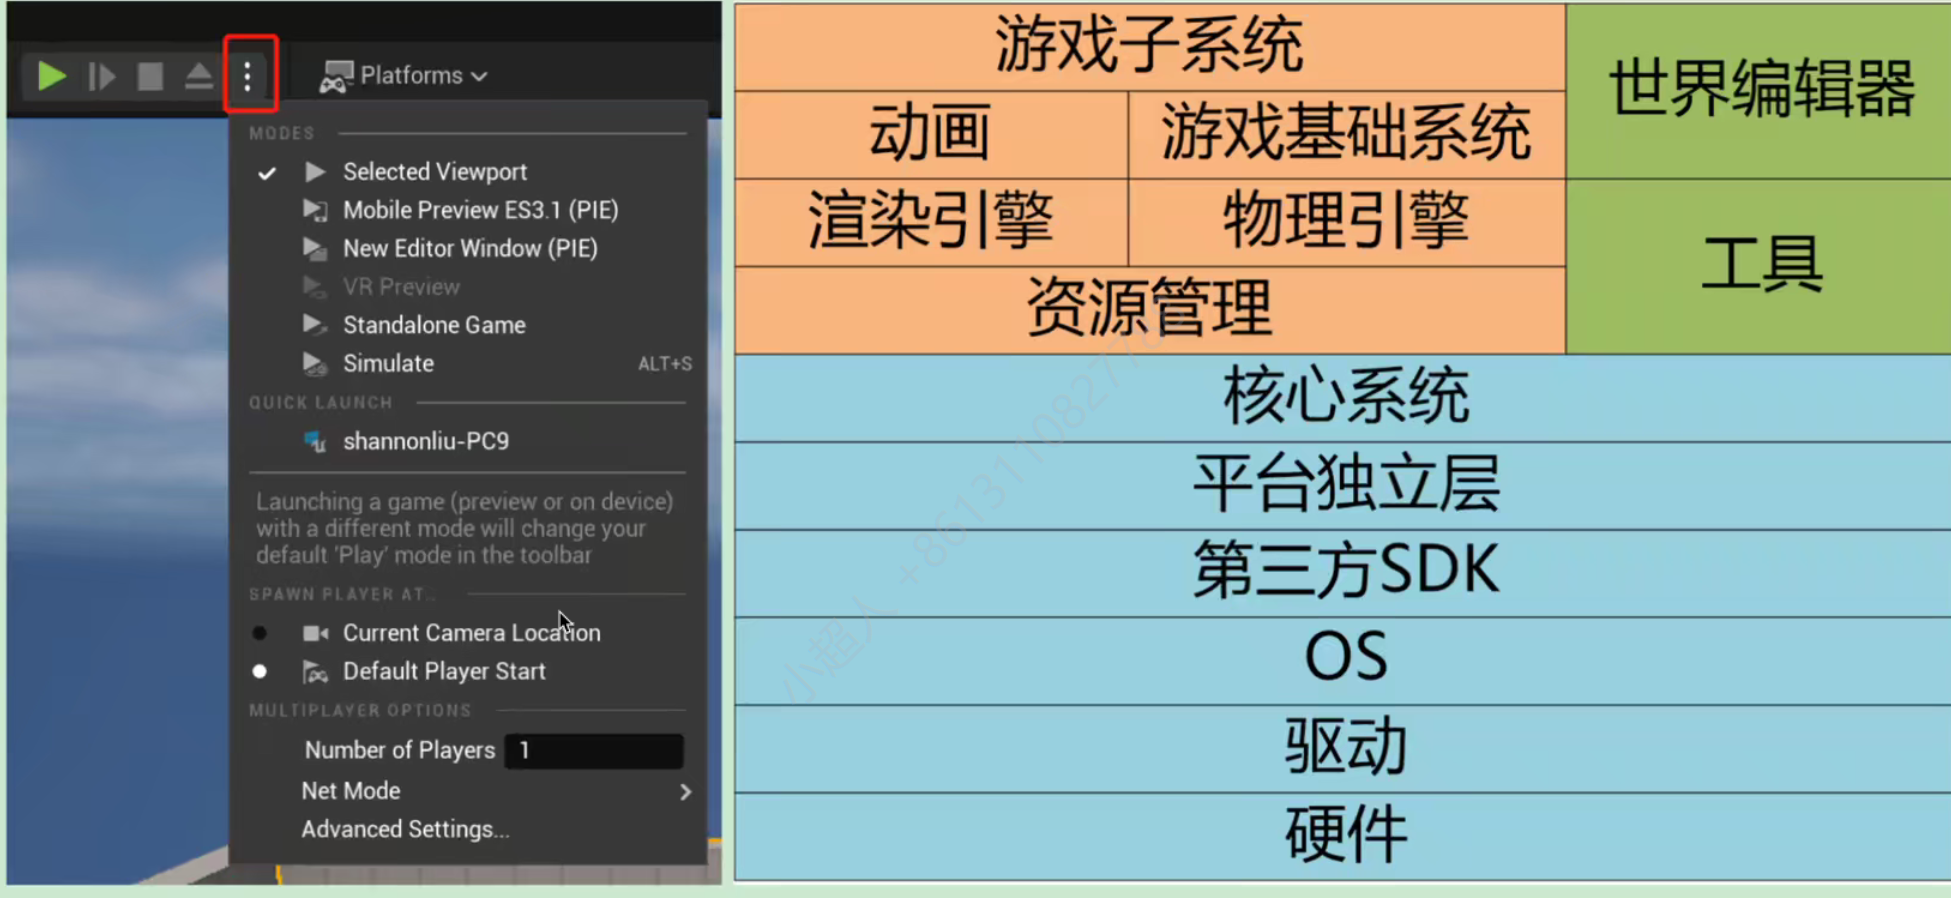 Platforms
MODES
Selected Viewport
Mobile Preview ES3.1 (PIE)
New Editor Window (PIE)
VR Preview
Standalone Game
Simulate ALT+S
QUICK LAUNCH
shannonliu-PC9
Launching a game (preview or on device)
with a different mode will change your
default 'Play' mode in the toolbar
SPAWN PLAYER AT...
Current Camera Location
Default Player Start
MULTIPLAYER OPTIONS
Number of Players 1
Net Mode
Advanced Settings...
游戏子系统
世界编辑器
动画 游戏基础系统
渲染引擎 物理引擎
工具
资源管理
核心系统
平台独立层
第三方SDK
OS
驱动
硬件